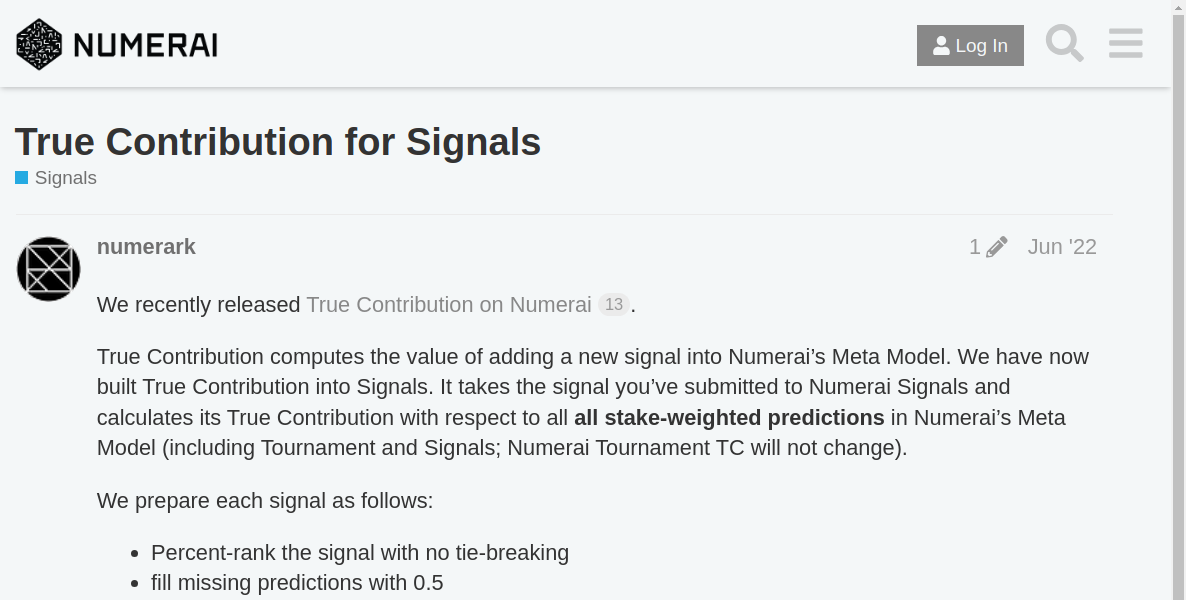 NUMERAI
Log In
True Contribution for Signals
Signals
numerark
1 Jun '22
We recently released True Contribution on Numerai 13 .
True Contribution computes the value of adding a new signal into Numerai’s Meta Model. We have now
built True Contribution into Signals. It takes the signal you’ve submitted to Numerai Signals and
calculates its True Contribution with respect to all all stake-weighted predictions in Numerai’s Meta
Model (including Tournament and Signals; Numerai Tournament TC will not change).
We prepare each signal as follows:
• Percent-rank the signal with no tie-breaking
• fill missing predictions with 0.5